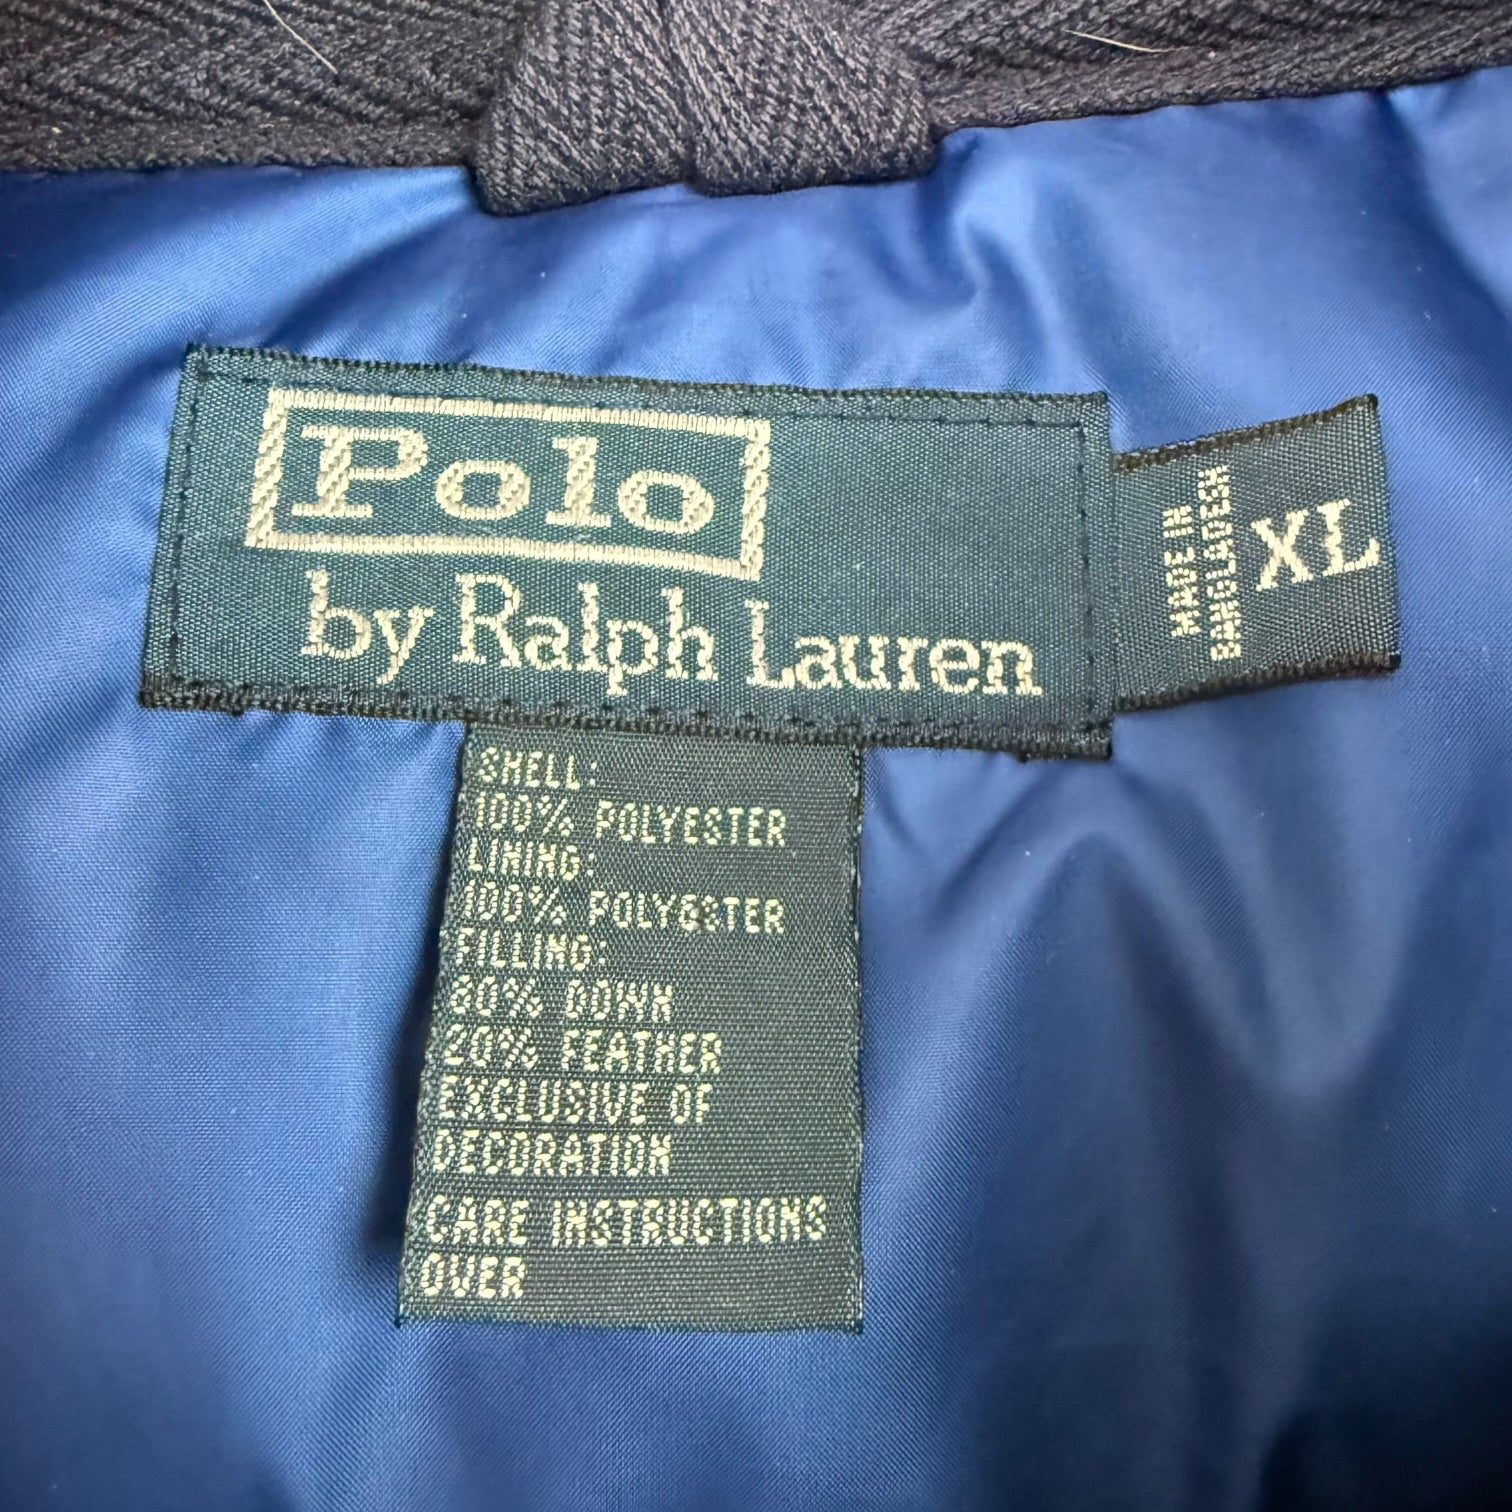 Polo
by Ralph Lauren
MADE IN
BANGLADESH
XL
SHELL:
100% POLYESTER
LINING:
100% POLYESTER
FILLING:
80% DOWN
20% FEATHER
EXCLUSIVE OF
DECORATION
CARE INSTRUCTIONS
OVER